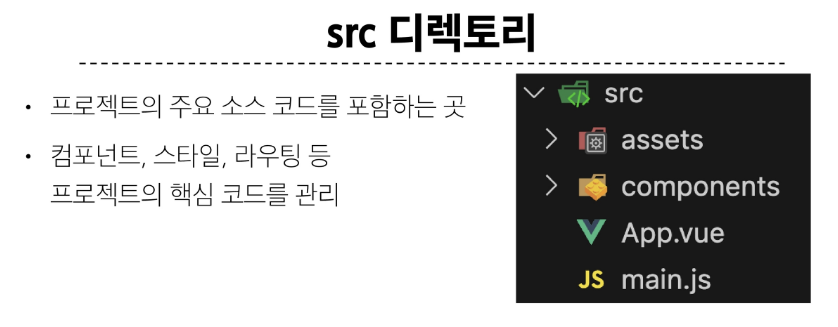 src 디렉토리
• 프로젝트의 주요 소스 코드를 포함하는 곳
• 컴포넌트, 스타일, 라우팅 등
프로젝트의 핵심 코드를 관리
src
assets
components
App.vue
JS main.js